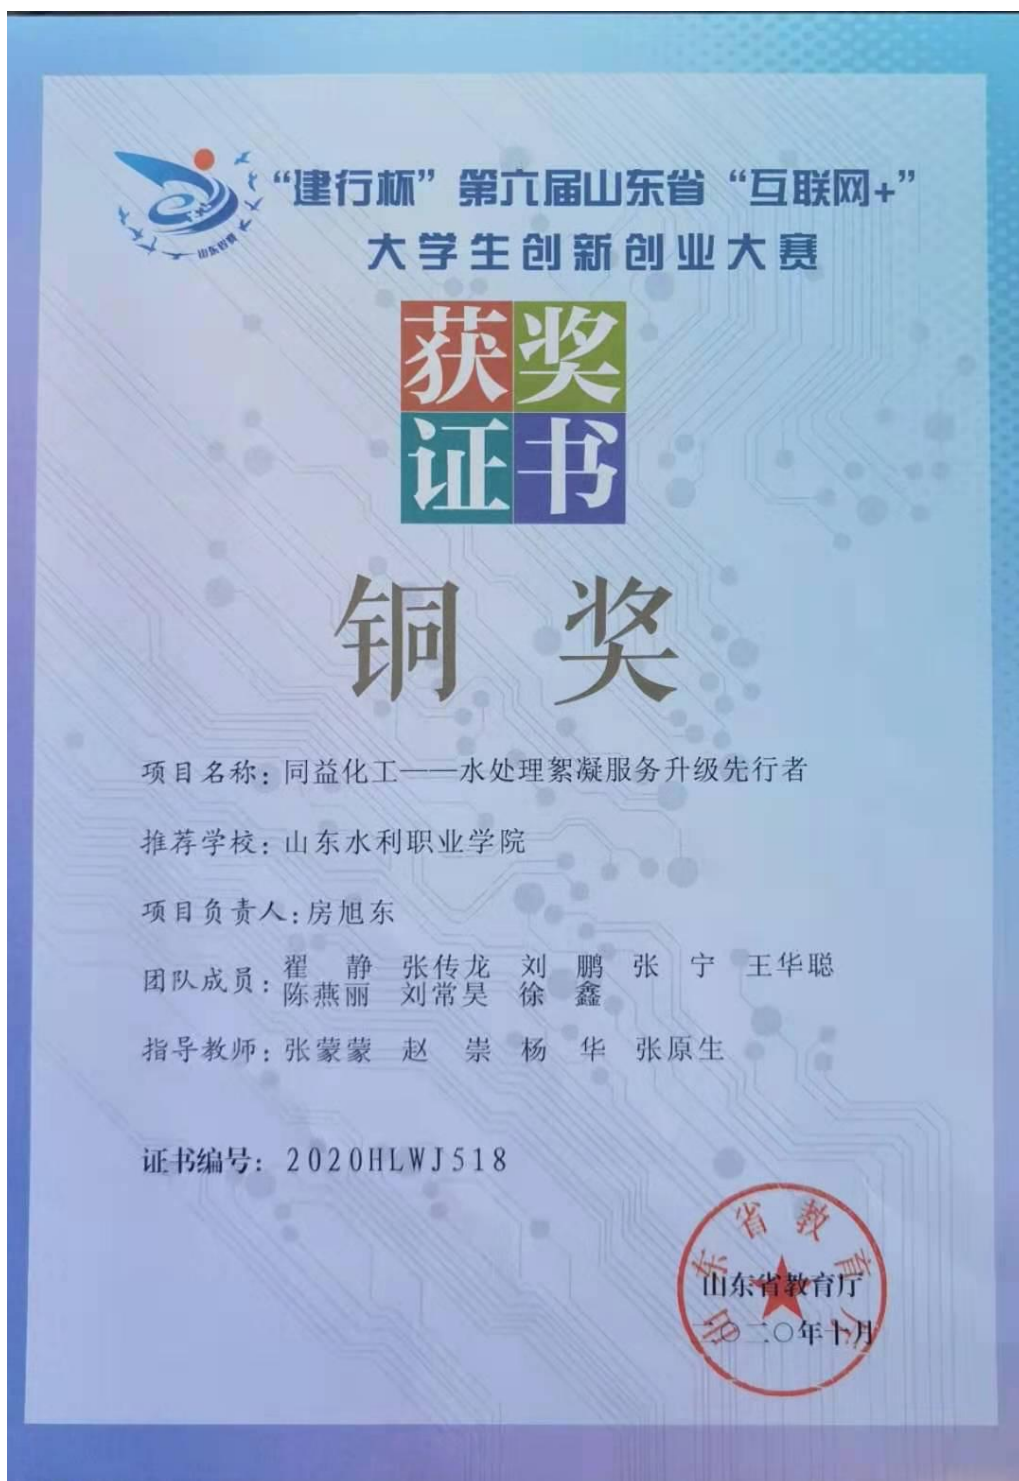 山东省赛
“建行杯”第六届山东省“互联网+”
大学生创新创业大赛
获奖
证书
铜 奖
项目名称：同益化工——水处理絮凝服务升级先行者
推荐学校：山东水利职业学院
项目负责人：房旭东
团队成员：翟 静 张传龙 刘 鹏 张 宁 王华聪
陈燕丽 刘常昊 徐 鑫
指导教师：张蒙蒙 赵 崇 杨 华 张原生
证书编号：2020HLWJ518
山东省教育厅
山东省教育厅
二〇二〇年十月